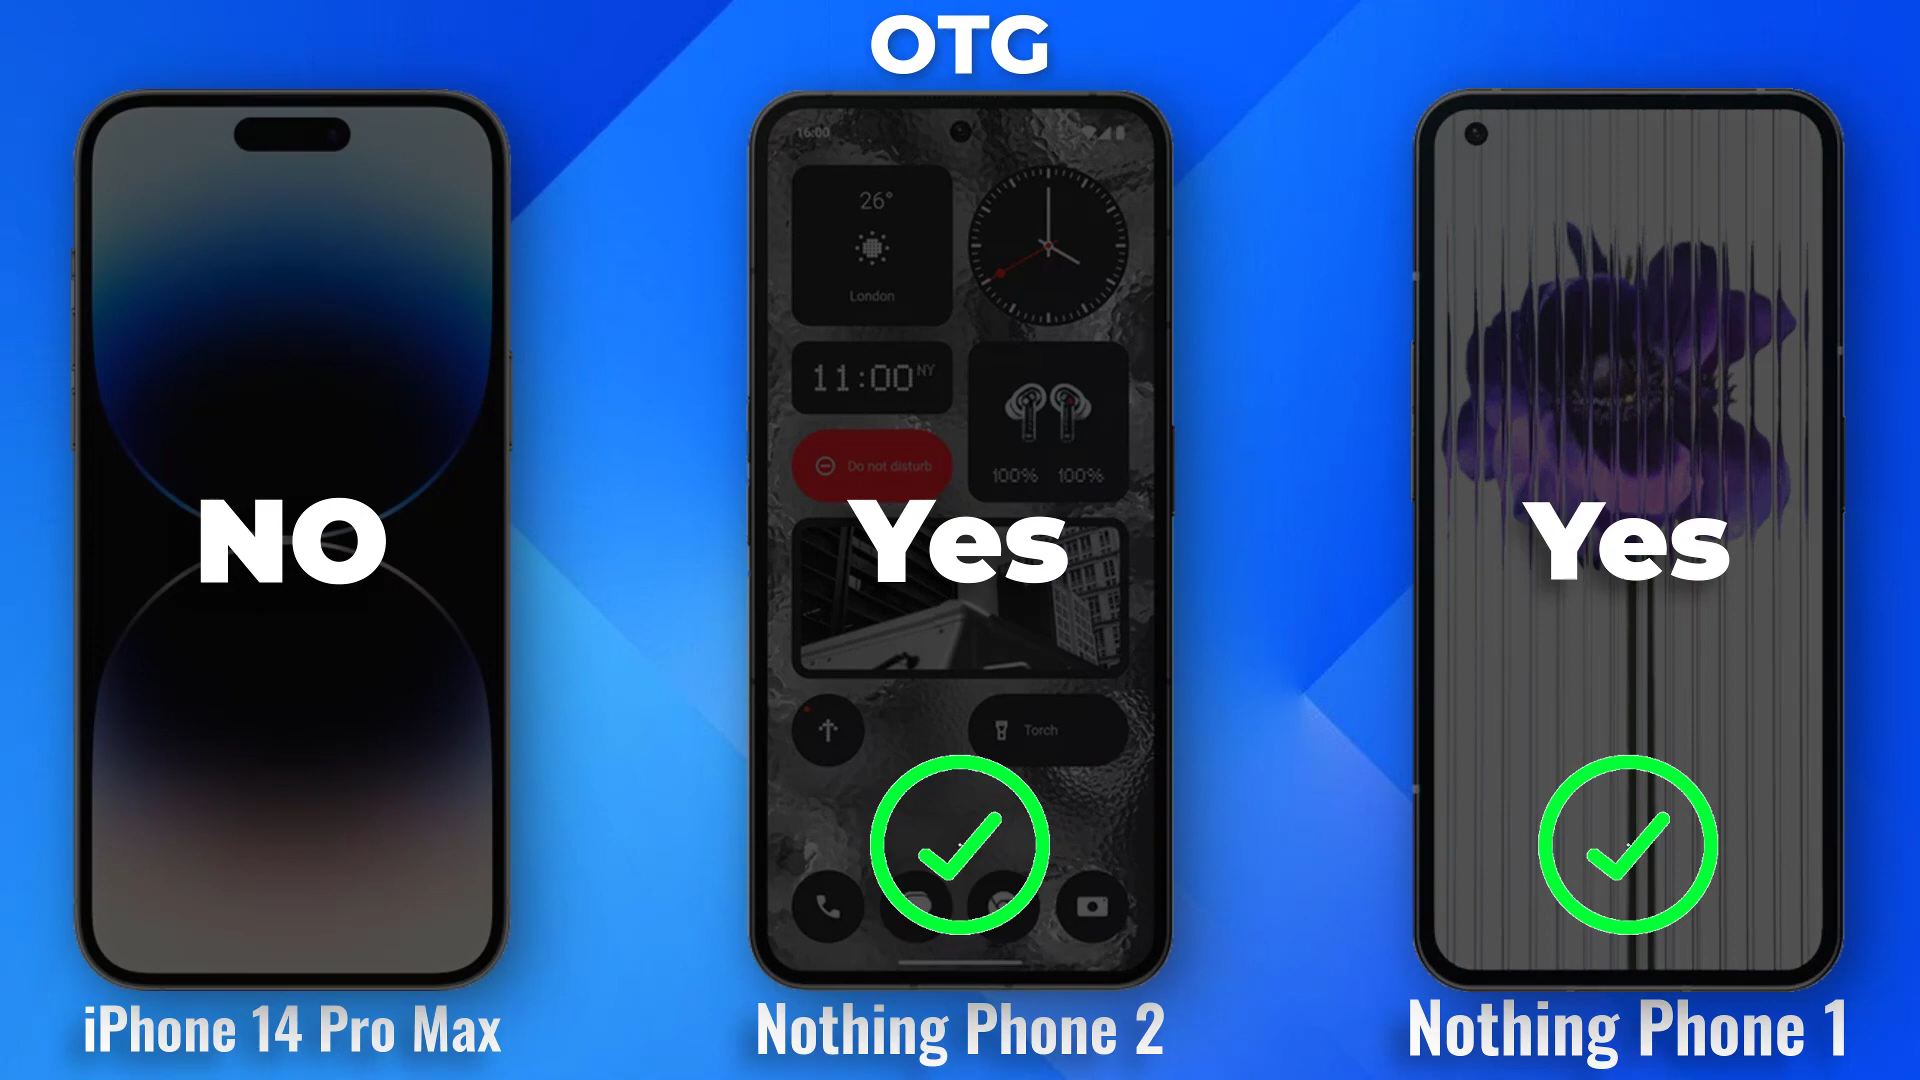 OTG
16:00
26°
London
11:00 NY
Do not disturb
100% 100%
NO
Yes
Yes
Torch
iPhone 14 Pro Max
Nothing Phone 2
Nothing Phone 1